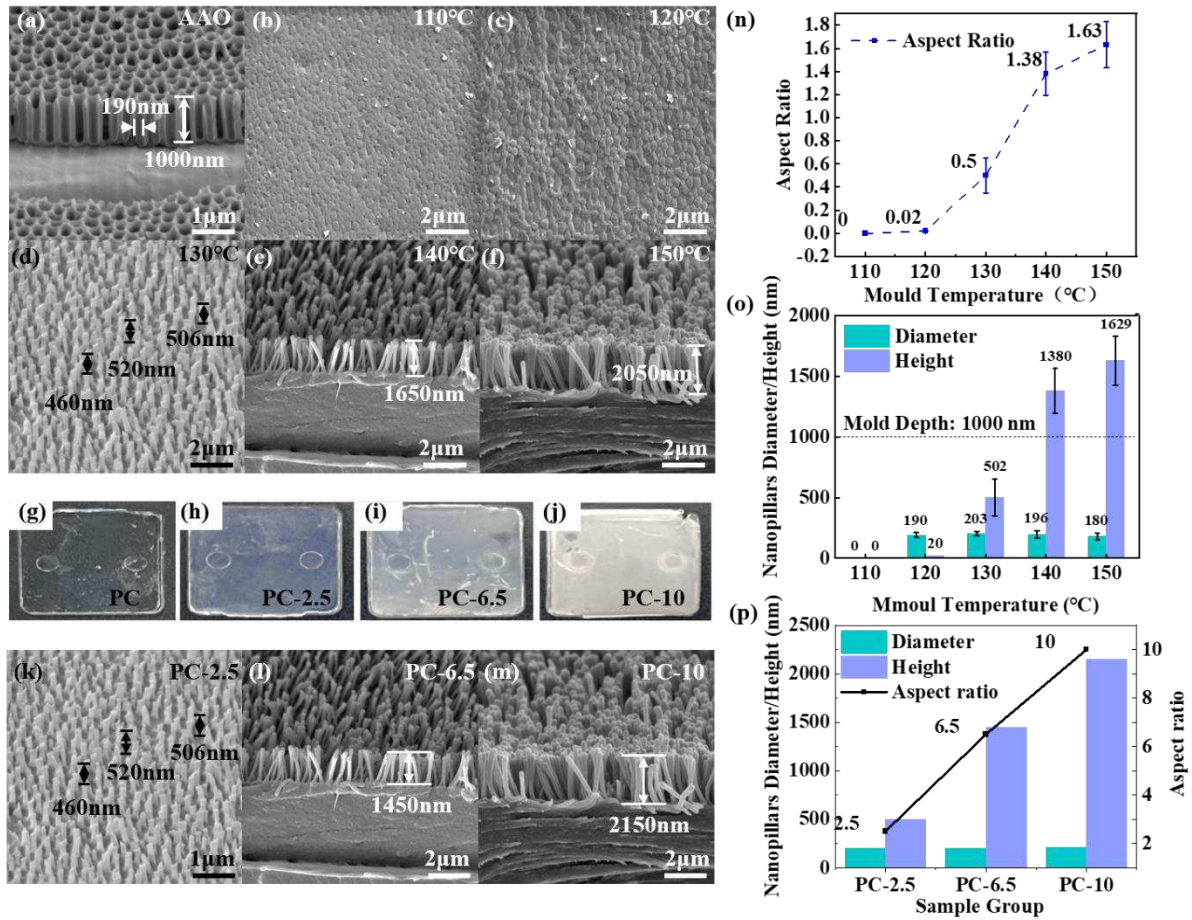 (a) AAO
190nm
1000nm
1μm
(b) 110℃
2μm
(c) 120℃
2μm
(d) 130℃
506nm
520nm
460nm
2μm
(e) 140℃
1650nm
2μm
(f) 150℃
2050nm
2μm
(g)
PC
(h)
PC-2.5
(i)
PC-6.5
(j)
PC-10
(k) PC-2.5
506nm
520nm
460nm
1μm
(l) PC-6.5
1450nm
2μm
(m) PC-10
2150nm
2μm
(n)
Aspect Ratio
1.8
1.6
1.4
1.2
1.0
0.8
0.6
0.4
0.2
0.0
-0.2
Aspect Ratio
0
0.02
0.5
1.38
1.63
110 120 130 140 150
Mould Temperature（℃）
(o)
Nanopillars Diameter/Height (nm)
2000
1500
1000
500
0
Diameter
Height
Mold Depth: 1000 nm
0 0
190 20
203 502
196 1380
180 1629
110 120 130 140 150
Mmoul Temperature (℃)
(p)
Nanopillars Diameter/Height (nm)
2500
2000
1500
1000
500
0
Diameter
Height
Aspect ratio
2.5
6.5
10
10
9
8
7
6
5
4
3
2
Aspect ratio
PC-2.5 PC-6.5 PC-10
Sample Group